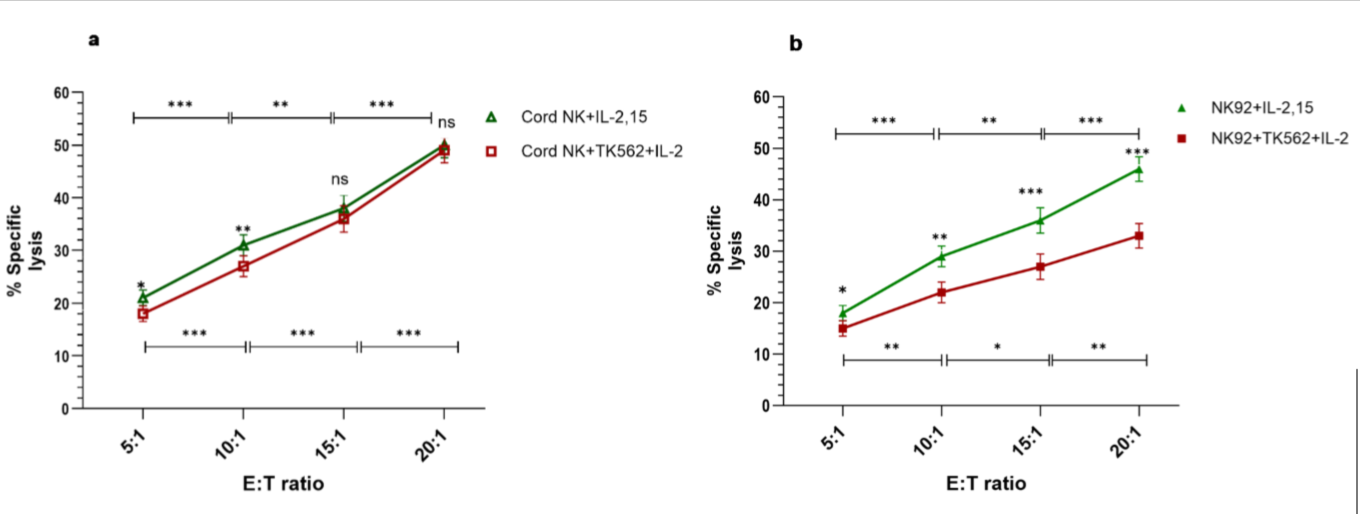 a
60
50
40
30
20
10
0
% Specific
lysis
*** ** ***
* ** ns ns
*** *** ***
5:1 10:1 15:1 20:1
E:T ratio
Cord NK+IL-2,15
Cord NK+TK562+IL-2
b
60
50
40
30
20
10
0
% Specific
lysis
*** ** ***
* ** *** ***
** * **
5:1 10:1 15:1 20:1
E:T ratio
NK92+IL-2,15
NK92+TK562+IL-2